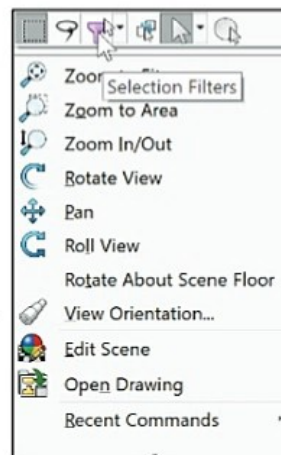 Selection Filters
Zoom to Area
Zoom In/Out
Rotate View
Pan
Roll View
Rotate About Scene Floor
View Orientation...
Edit Scene
Open Drawing
Recent Commands